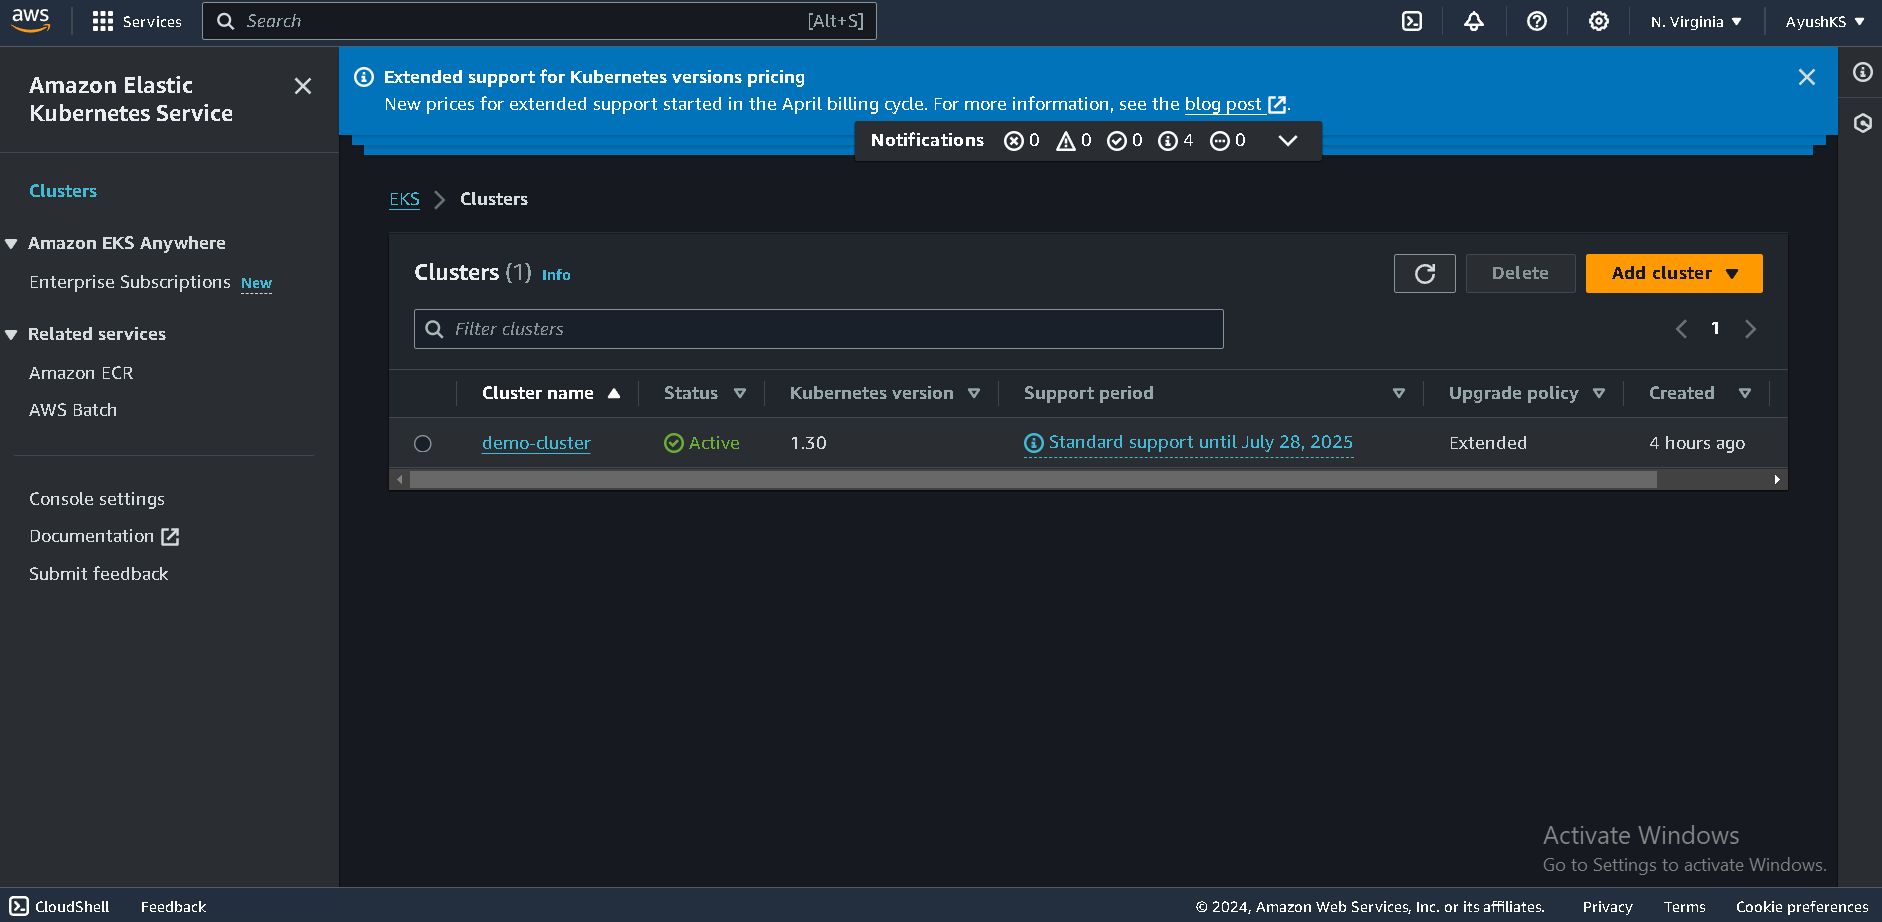 aws Services Search [Alt+S] N. Virginia AyushKS
Amazon Elastic
Kubernetes Service
Clusters
Amazon EKS Anywhere
Enterprise Subscriptions New
Related services
Amazon ECR
AWS Batch
Console settings
Documentation
Submit feedback
Extended support for Kubernetes versions pricing
New prices for extended support started in the April billing cycle. For more information, see the blog post.
Notifications 0 0 0 4 0
EKS Clusters
Clusters (1) Info
Delete
Add cluster
Filter clusters
1
Cluster name Status Kubernetes version Support period Upgrade policy Created
demo-cluster Active 1.30 Standard support until July 28, 2025 Extended 4 hours ago
Activate Windows
Go to Settings to activate Windows.
CloudShell Feedback © 2024, Amazon Web Services, Inc. or its affiliates. Privacy Terms Cookie preferences